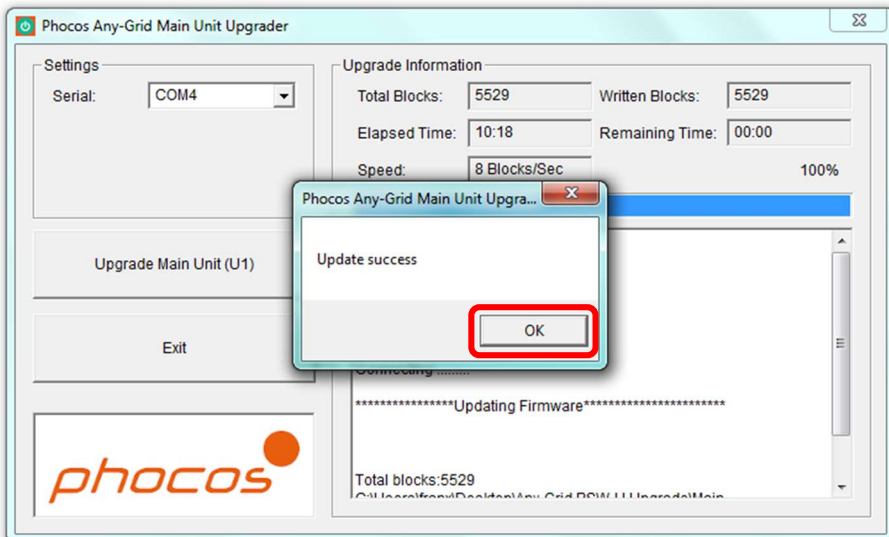 Phocos Any-Grid Main Unit Upgrader
Settings
Serial: COM4
Upgrade Information
Total Blocks: 5529 Written Blocks: 5529
Elapsed Time: 10:18 Remaining Time: 00:00
Speed: 8 Blocks/Sec 100%
Phocos Any-Grid Main Unit Upgra...
Update success
OK
Upgrade Main Unit (U1)
Exit
Connecting .........
****************Updating Firmware***********************
Total blocks:5529
phocos